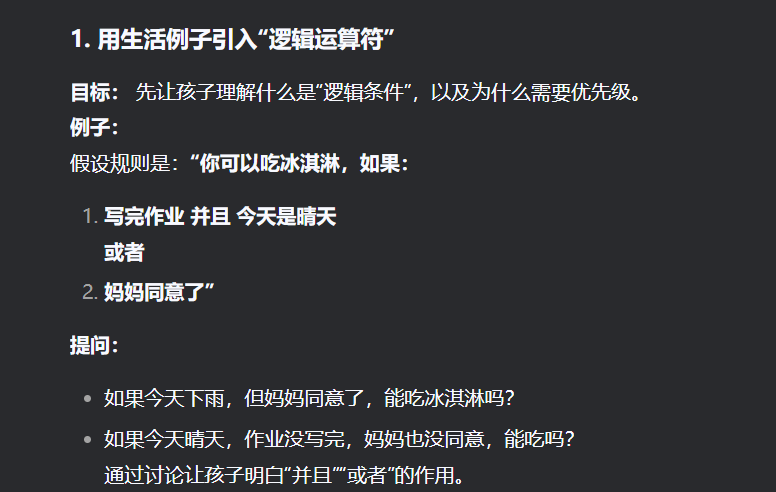 1. 用生活例子引入“逻辑运算符”
目标： 先让孩子理解什么是“逻辑条件”，以及为什么需要优先级。
例子：
假设规则是：“你可以吃冰淇淋，如果：
1. 写完作业 并且 今天是晴天
或者
2. 妈妈同意了”
提问：
• 如果今天下雨，但妈妈同意了，能吃冰淇淋吗？
• 如果今天晴天，作业没写完，妈妈也没同意，能吃吗？
通过讨论让孩子明白“并且”“或者”的作用。